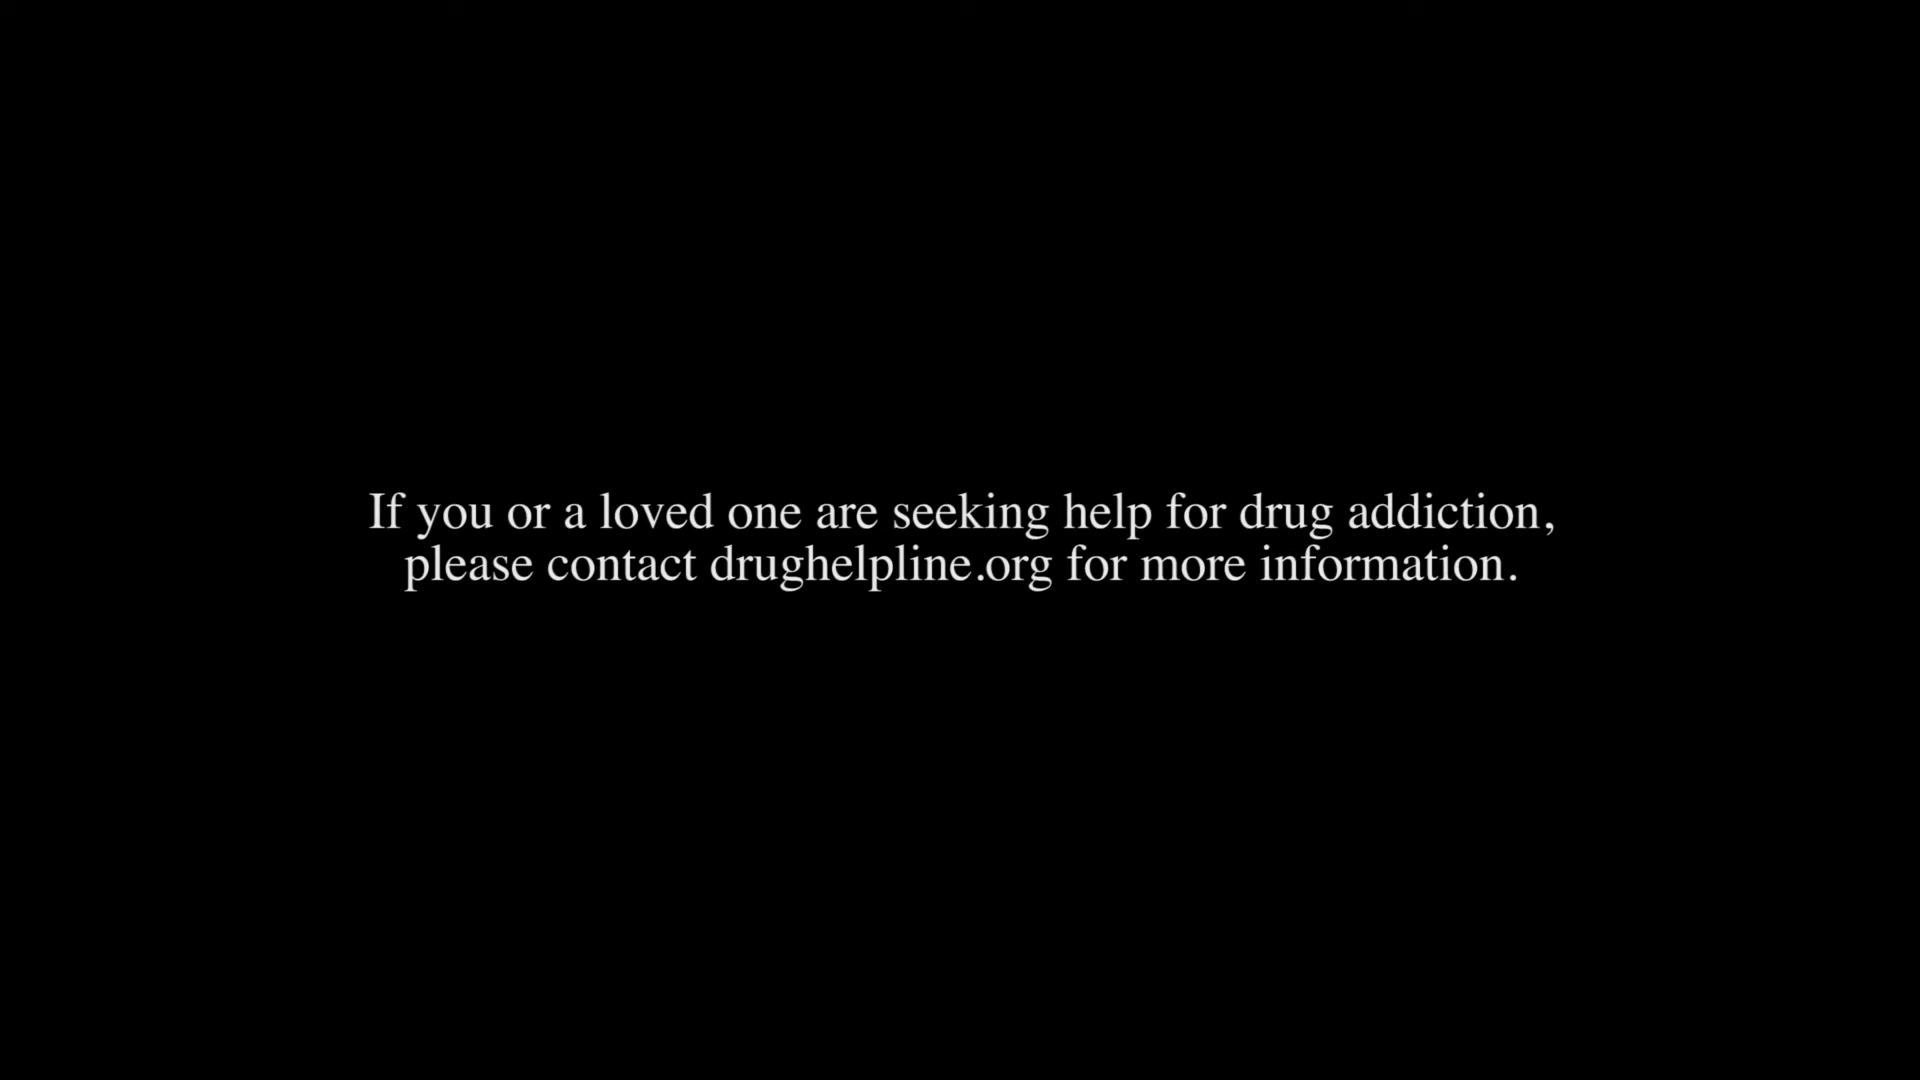 If you or a loved one are seeking help for drug addiction,
please contact drughelpline.org for more information.